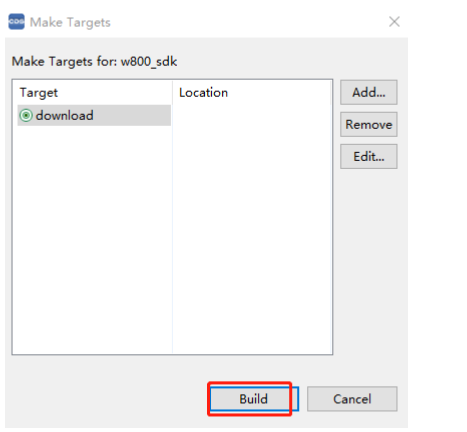 CDS Make Targets
Make Targets for: w800_sdk
Target Location
download
Add...
Remove
Edit...
Build Cancel